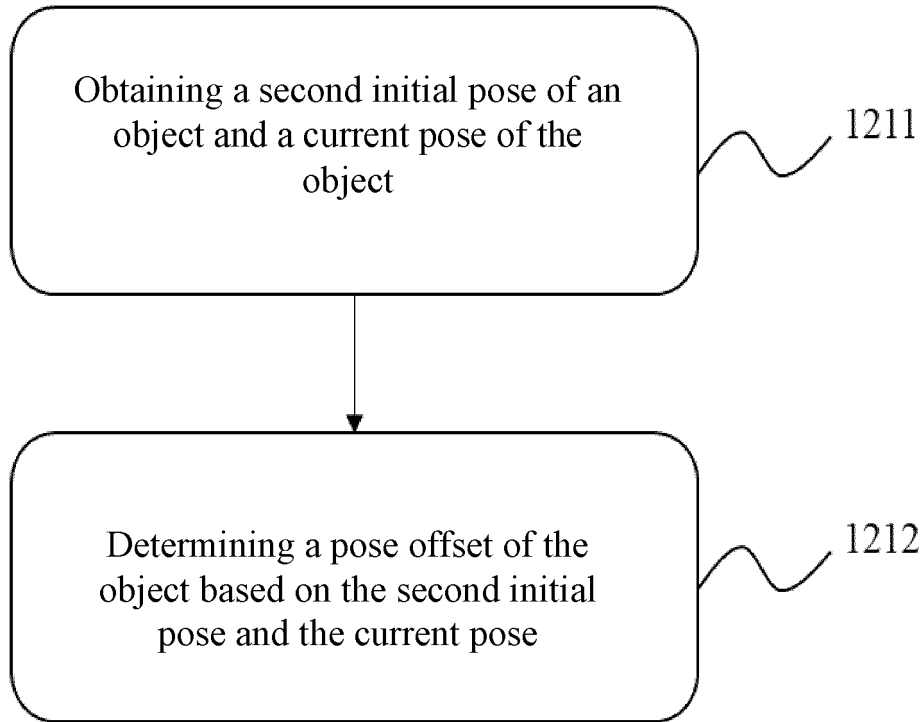 Obtaining a second initial pose of an
object and a current pose of the
object
1211
Determining a pose offset of the
object based on the second initial
pose and the current pose
1212